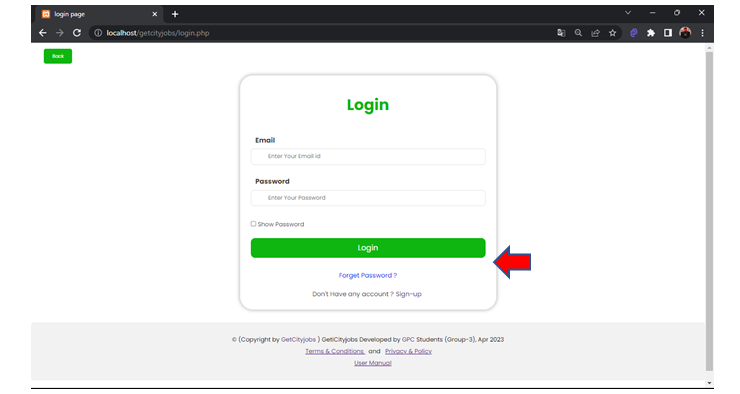 login page
localhost/getcityjobs/login.php
Back
Login
Email
Enter Your Email id
Password
Enter Your Password
Show Password
Login
Forget Password ?
Don't Have any account ? Sign-up
© (Copyright by GetCityjobs ) GetlCityjobs Developed by GPC Students (Group-3), Apr 2023
Terms & Conditions and Privacy & Policy
User Manual